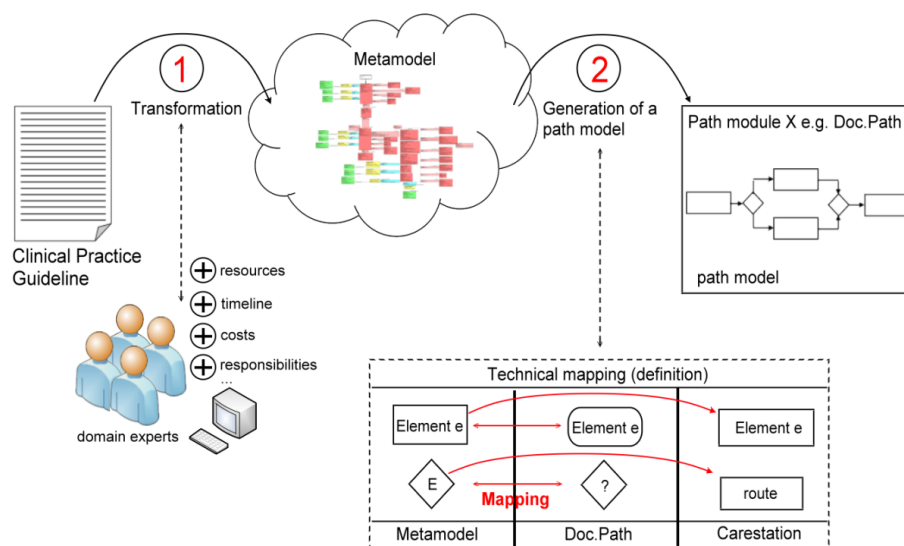 1
Transformation
Metamodel
2
Generation of a
path model
Path module X e.g. Doc.Path
path model
Clinical Practice
Guideline
+ resources
+ timeline
+ costs
+ responsibilities
...
domain experts
Technical mapping (definition)
Element e
Element e
Element e
E
Mapping
?
route
Metamodel
Doc.Path
Carestation